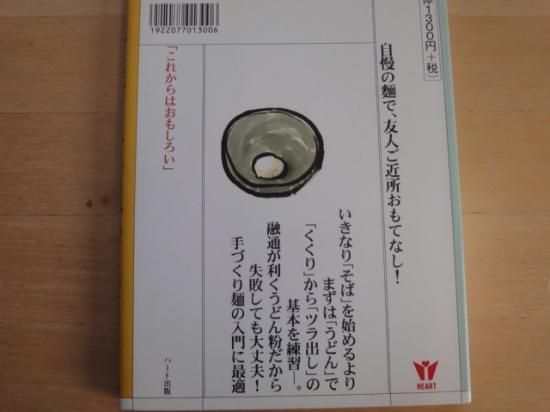 1922077013006
1300円+税)
自慢の麵で、友人ご近所おもてなし!
「これからはおもしろい」
いきなり「そば」を始めるより
まずは「うどん」で
「くくり」から「ツラ出し」の
基本を練習―。
融通が利くうどん粉だから
失敗しても大丈夫!
手づくり麵の入門に最適
HEART
ハート出版